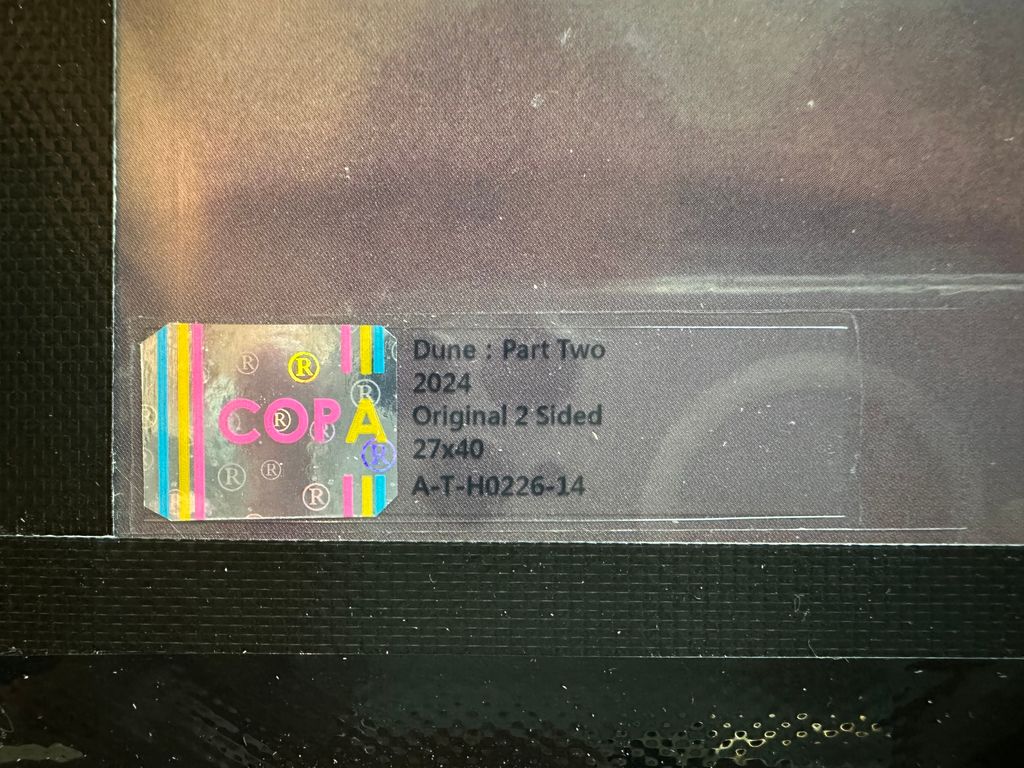 COPA
Dune : Part Two
2024
Original 2 Sided
27x40
A-T-H0226-14